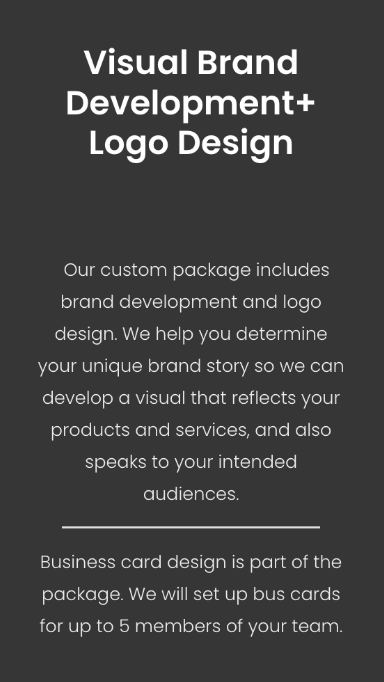 Visual Brand
Development+
Logo Design
Our custom package includes
brand development and logo
design. We help you determine
your unique brand story so we can
develop a visual that reflects your
products and services, and also
speaks to your intended
audiences.
Business card design is part of the
package. We will set up bus cards
for up to 5 members of your team.